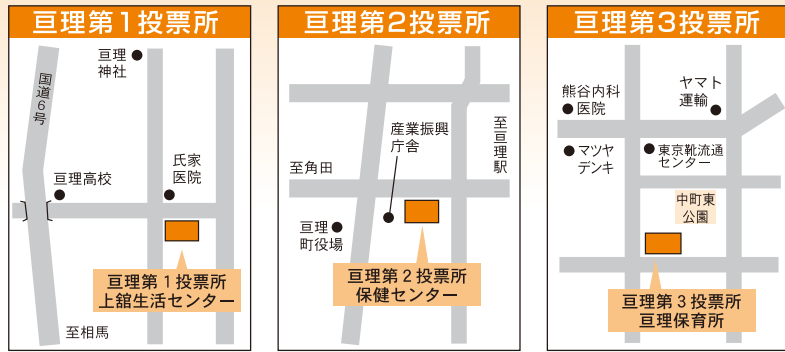 亘理第1投票所
亘理
神社
国道6号
氏家
医院
亘理高校
亘理第1投票所
上舘生活センター
至相馬
亘理第2投票所
産業振興
庁舎
至亘理駅
至角田
亘理
町役場
亘理第2投票所
保健センター
亘理第3投票所
熊谷内科
医院
ヤマト
運輸
マツヤ
デンキ
東京靴流通
センター
中町東
公園
亘理第3投票所
亘理保育所